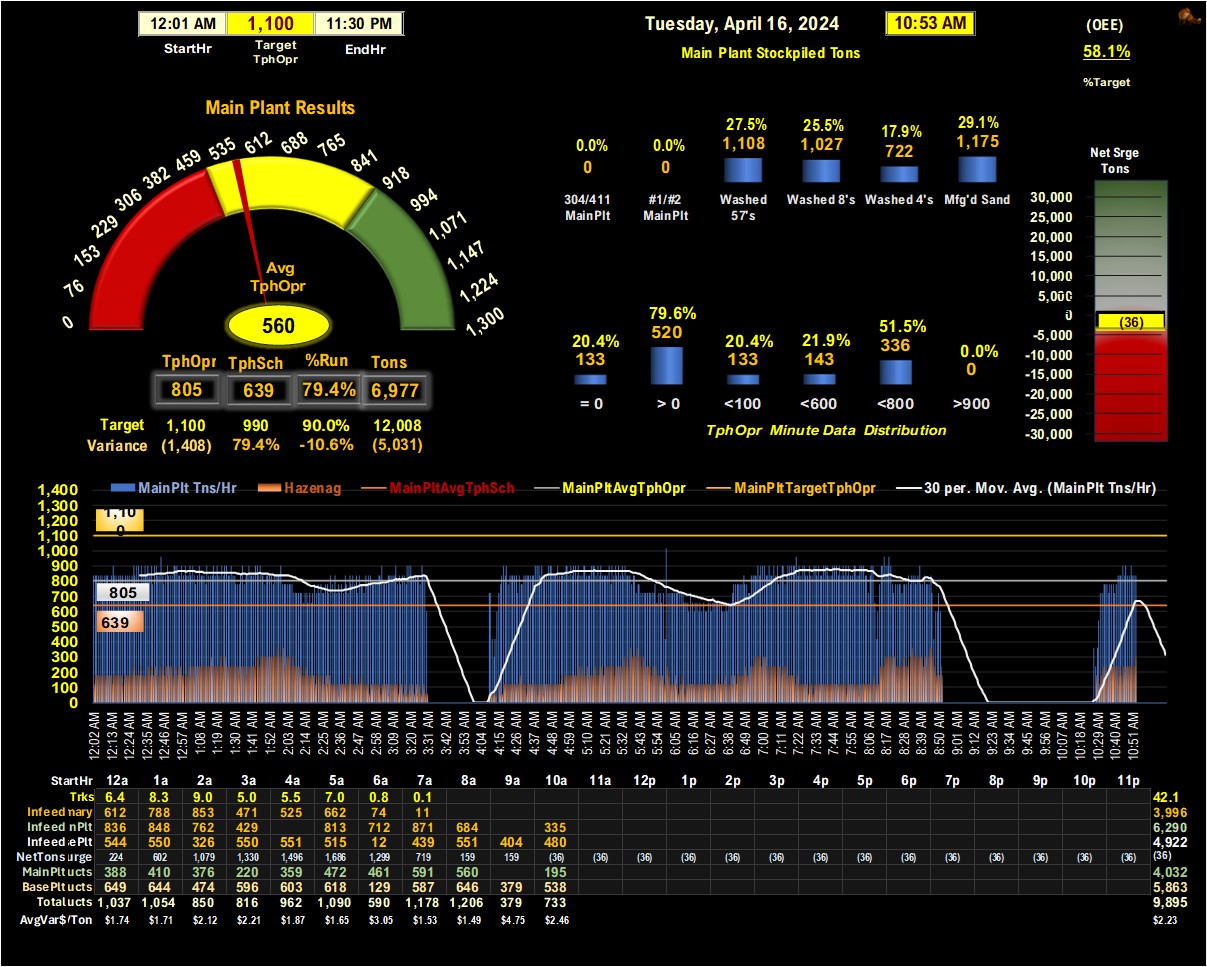 12:01 AM 1,100 11:30 PM
StartHr Target TphOpr EndHr
Tuesday, April 16, 2024 10:53 AM
Main Plant Stockpiled Tons
(OEE)
58.1%
%Target
Main Plant Results
0 76 153 229 306 382 459 535 612 688 765 841 918 994 1,071 1,147 1,224 1,300
Avg
TphOpr
560
TphOpr TphSch %Run Tons
805 639 79.4% 6,977
Target 1,100 990 90.0% 12,008
Variance (1,408) 79.4% -10.6% (5,031)
0.0% 0.0% 27.5% 25.5% 17.9% 29.1%
0 0 1,108 1,027 722 1,175
304/411 MainPlt #1/#2 MainPlt Washed 57's Washed 8's Washed 4's Mfg'd Sand
20.4% 79.6% 20.4% 21.9% 51.5% 0.0%
133 520 133 143 336 0
= 0 > 0 <100 <600 <800 >900
TphOpr Minute Data Distribution
Net Srge
Tons
30,000
25,000
20,000
15,000
10,000
5,000
0
(36)
-5,000
-10,000
-15,000
-20,000
-25,000
-30,000
MainPlt Tns/Hr Hazenag MainPltAvgTphSch MainPltAvgTphOpr MainPltTargetTphOpr 30 per. Mov. Avg. (MainPlt Tns/Hr)
1,400
1,300
1,200
1,100
1,000
900
800
700
600
500
400
300
200
100
0
1,100
805
639
12:02 AM 12:13 AM 12:24 AM 12:35 AM 12:46 AM 12:57 AM 1:08 AM 1:19 AM 1:30 AM 1:41 AM 1:52 AM 2:03 AM 2:14 AM 2:25 AM 2:36 AM 2:47 AM 2:58 AM 3:09 AM 3:20 AM 3:31 AM 3:42 AM 3:53 AM 4:04 AM 4:15 AM 4:26 AM 4:37 AM 4:48 AM 4:59 AM 5:10 AM 5:21 AM 5:32 AM 5:43 AM 5:54 AM 6:05 AM 6:16 AM 6:27 AM 6:38 AM 6:49 AM 7:00 AM 7:11 AM 7:22 AM 7:33 AM 7:44 AM 7:55 AM 8:06 AM 8:17 AM 8:28 AM 8:39 AM 8:50 AM 9:01 AM 9:12 AM 9:23 AM 9:34 AM 9:45 AM 9:56 AM 10:07 AM 10:18 AM 10:29 AM 10:40 AM 10:51 AM
StartHr 12a 1a 2a 3a 4a 5a 6a 7a 8a 9a 10a 11a 12p 1p 2p 3p 4p 5p 6p 7p 8p 9p 10p 11p
Trks 6.4 8.3 9.0 5.0 5.5 7.0 0.8 0.1 42.1
Infeed mary 612 788 853 471 525 662 74 11 3,996
Infeed nPlt 836 848 762 429 813 712 871 684 335 6,290
Infeed ePlt 544 550 326 550 551 515 12 439 551 404 480 4,922
NetTons urge 224 602 1,079 1,330 1,496 1,686 1,299 719 159 159 (36) (36) (36) (36) (36) (36) (36) (36) (36) (36) (36) (36) (36) (36) (36)
MainPlt ucts 388 410 376 220 359 472 461 591 560 195 4,032
BasePlt ucts 649 644 474 596 603 618 129 587 646 379 538 5,863
Total ucts 1,037 1,054 850 816 962 1,090 590 1,178 1,206 379 733 9,895
AvgVar$/Ton $1.74 $1.71 $2.12 $2.21 $1.87 $1.65 $3.05 $1.53 $1.49 $4.75 $2.46 $2.23